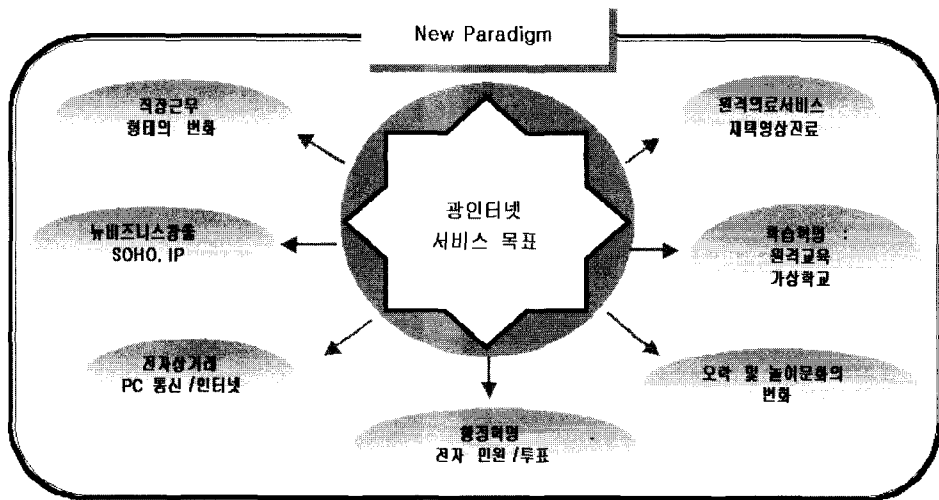 New Paradigm
직장근무
형태의 변화
원격의료서비스
재택영상진료
광인터넷
서비스 목표
뉴비즈니스창출
SOHO, IP
학습혁명 :
원격교육
가상학교
전자상거래
PC 통신 /인터넷
오락 및 놀이문화의
변화
행정혁명
전자 민원 /투표